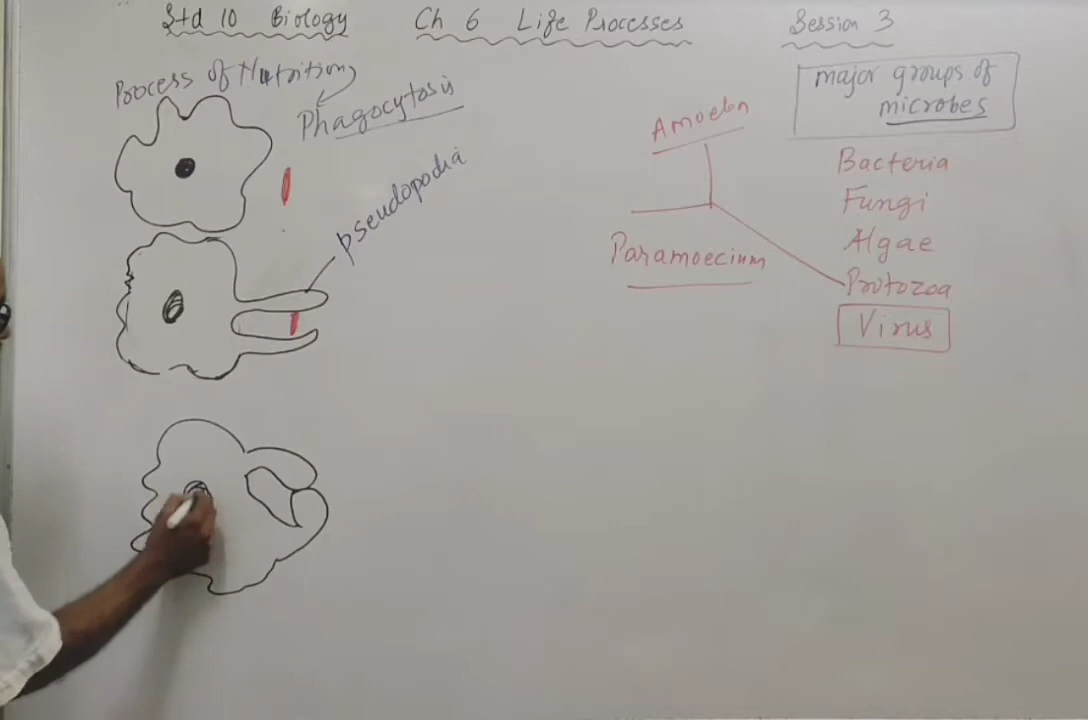 Std 10 Biology Ch 6 Life Processes Session 3
Process of Nutrition
Phagocytosis
pseudopodia
Amoeba
Paramoecium
major groups of
microbes
Bacteria
Fungi
Algae
Protozoa
Virus